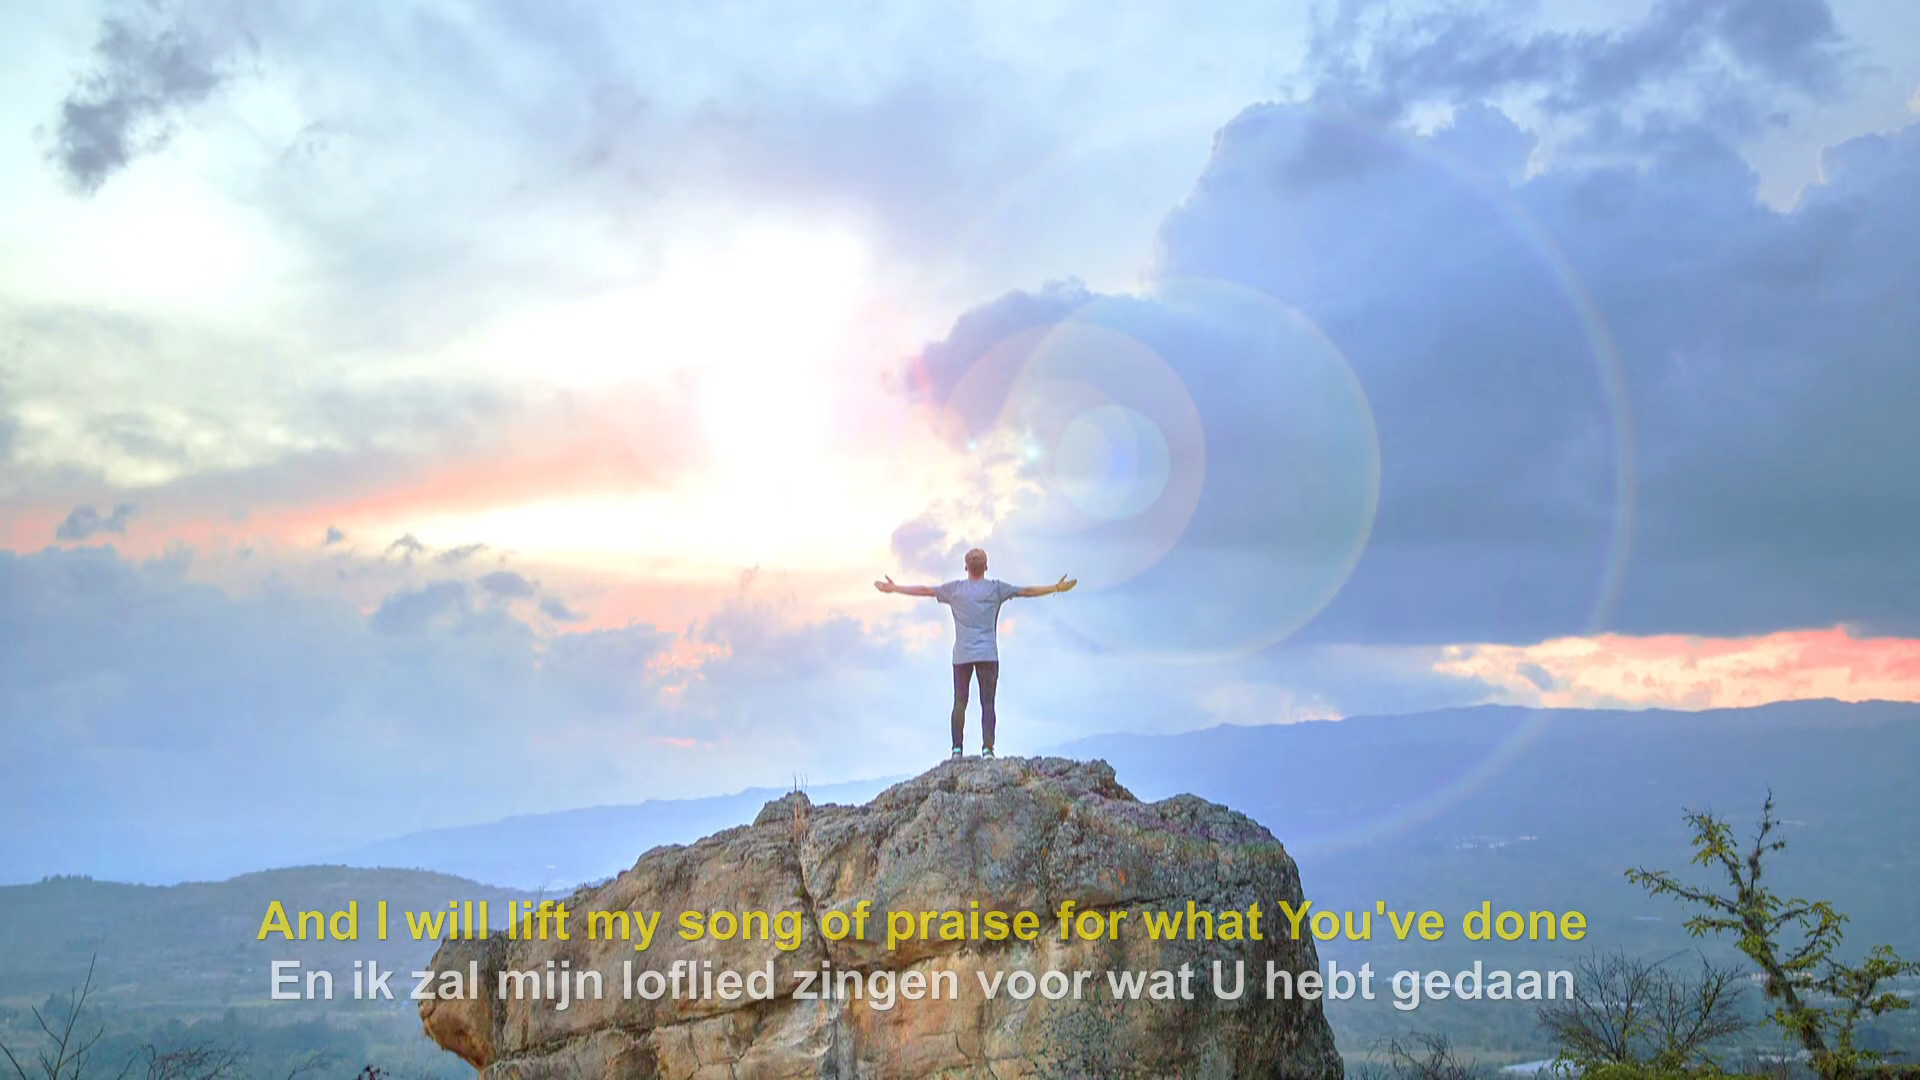 And I will lift my song of praise for what You've done
En ik zal mijn loflied zingen voor wat U hebt gedaan